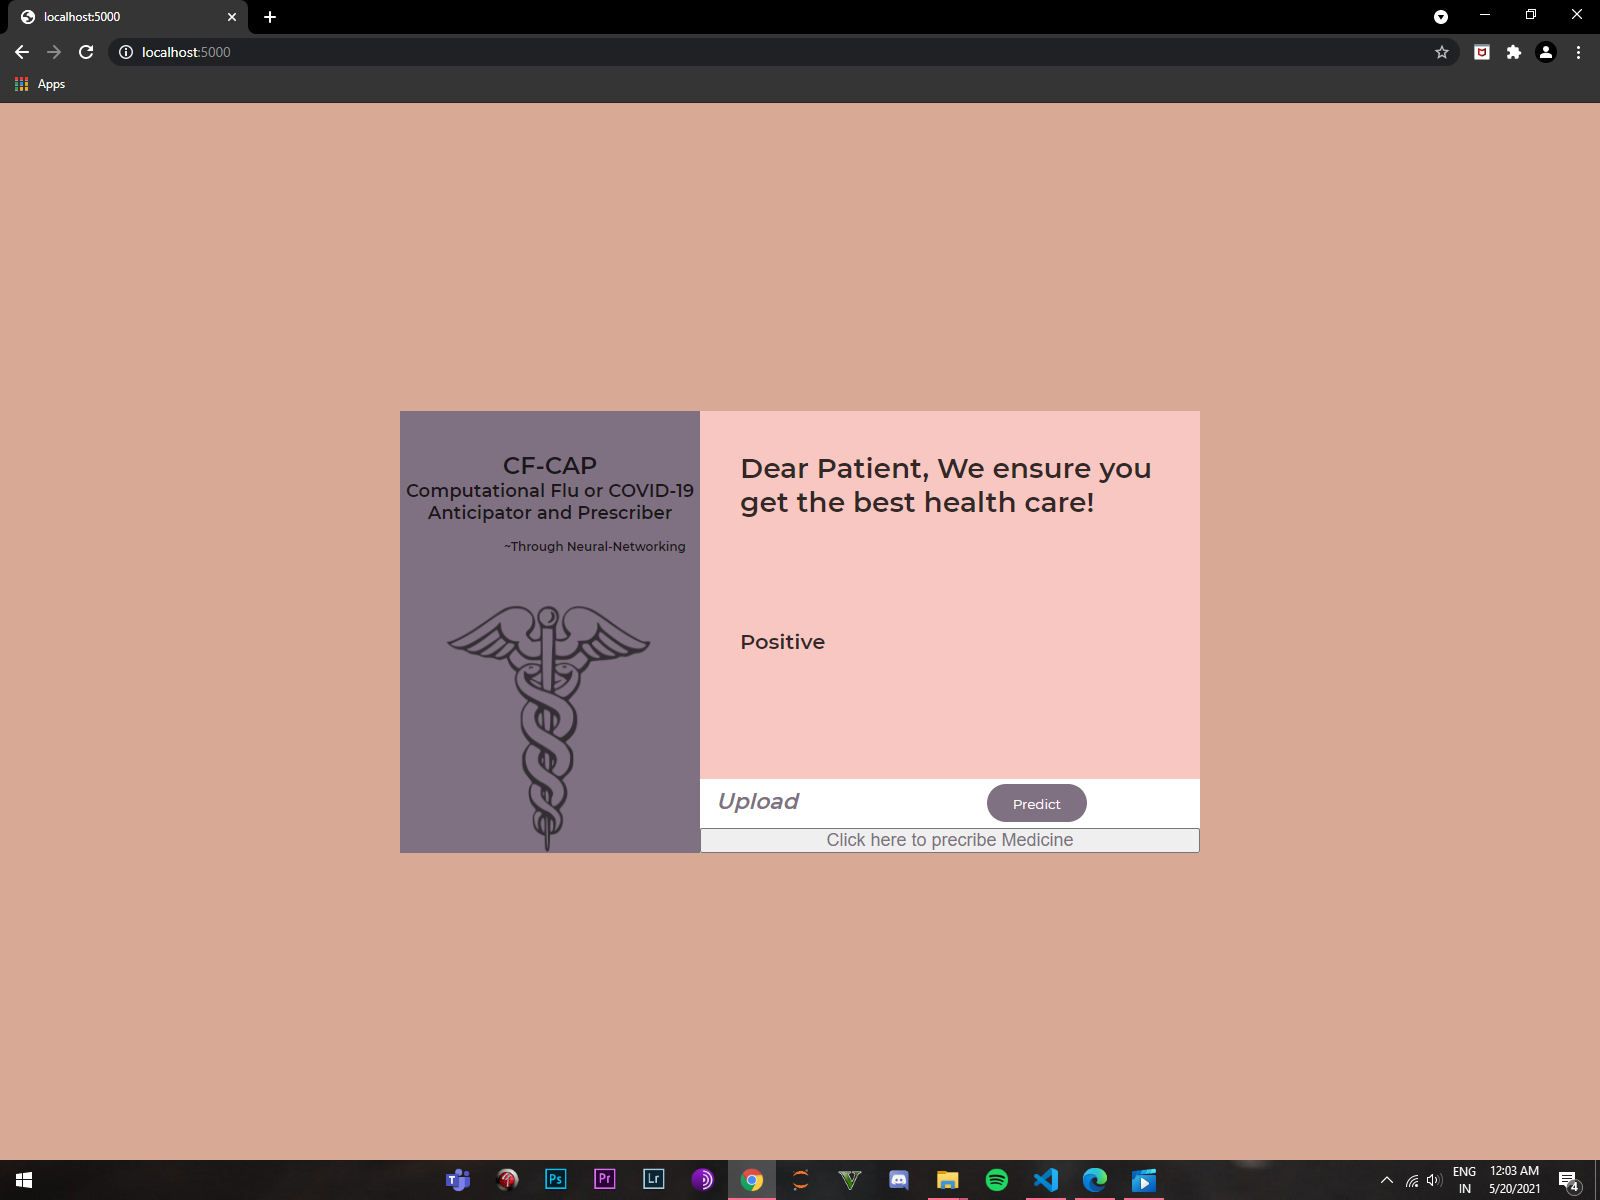 localhost:5000
localhost:5000
Apps
CF-CAP
Computational Flu or COVID-19
Anticipator and Prescriber
~Through Neural-Networking
Dear Patient, We ensure you
get the best health care!
Positive
Upload
Predict
Click here to precribe Medicine
Ps
Pr
Lr
ENG
IN
12:03 AM
5/20/2021
4